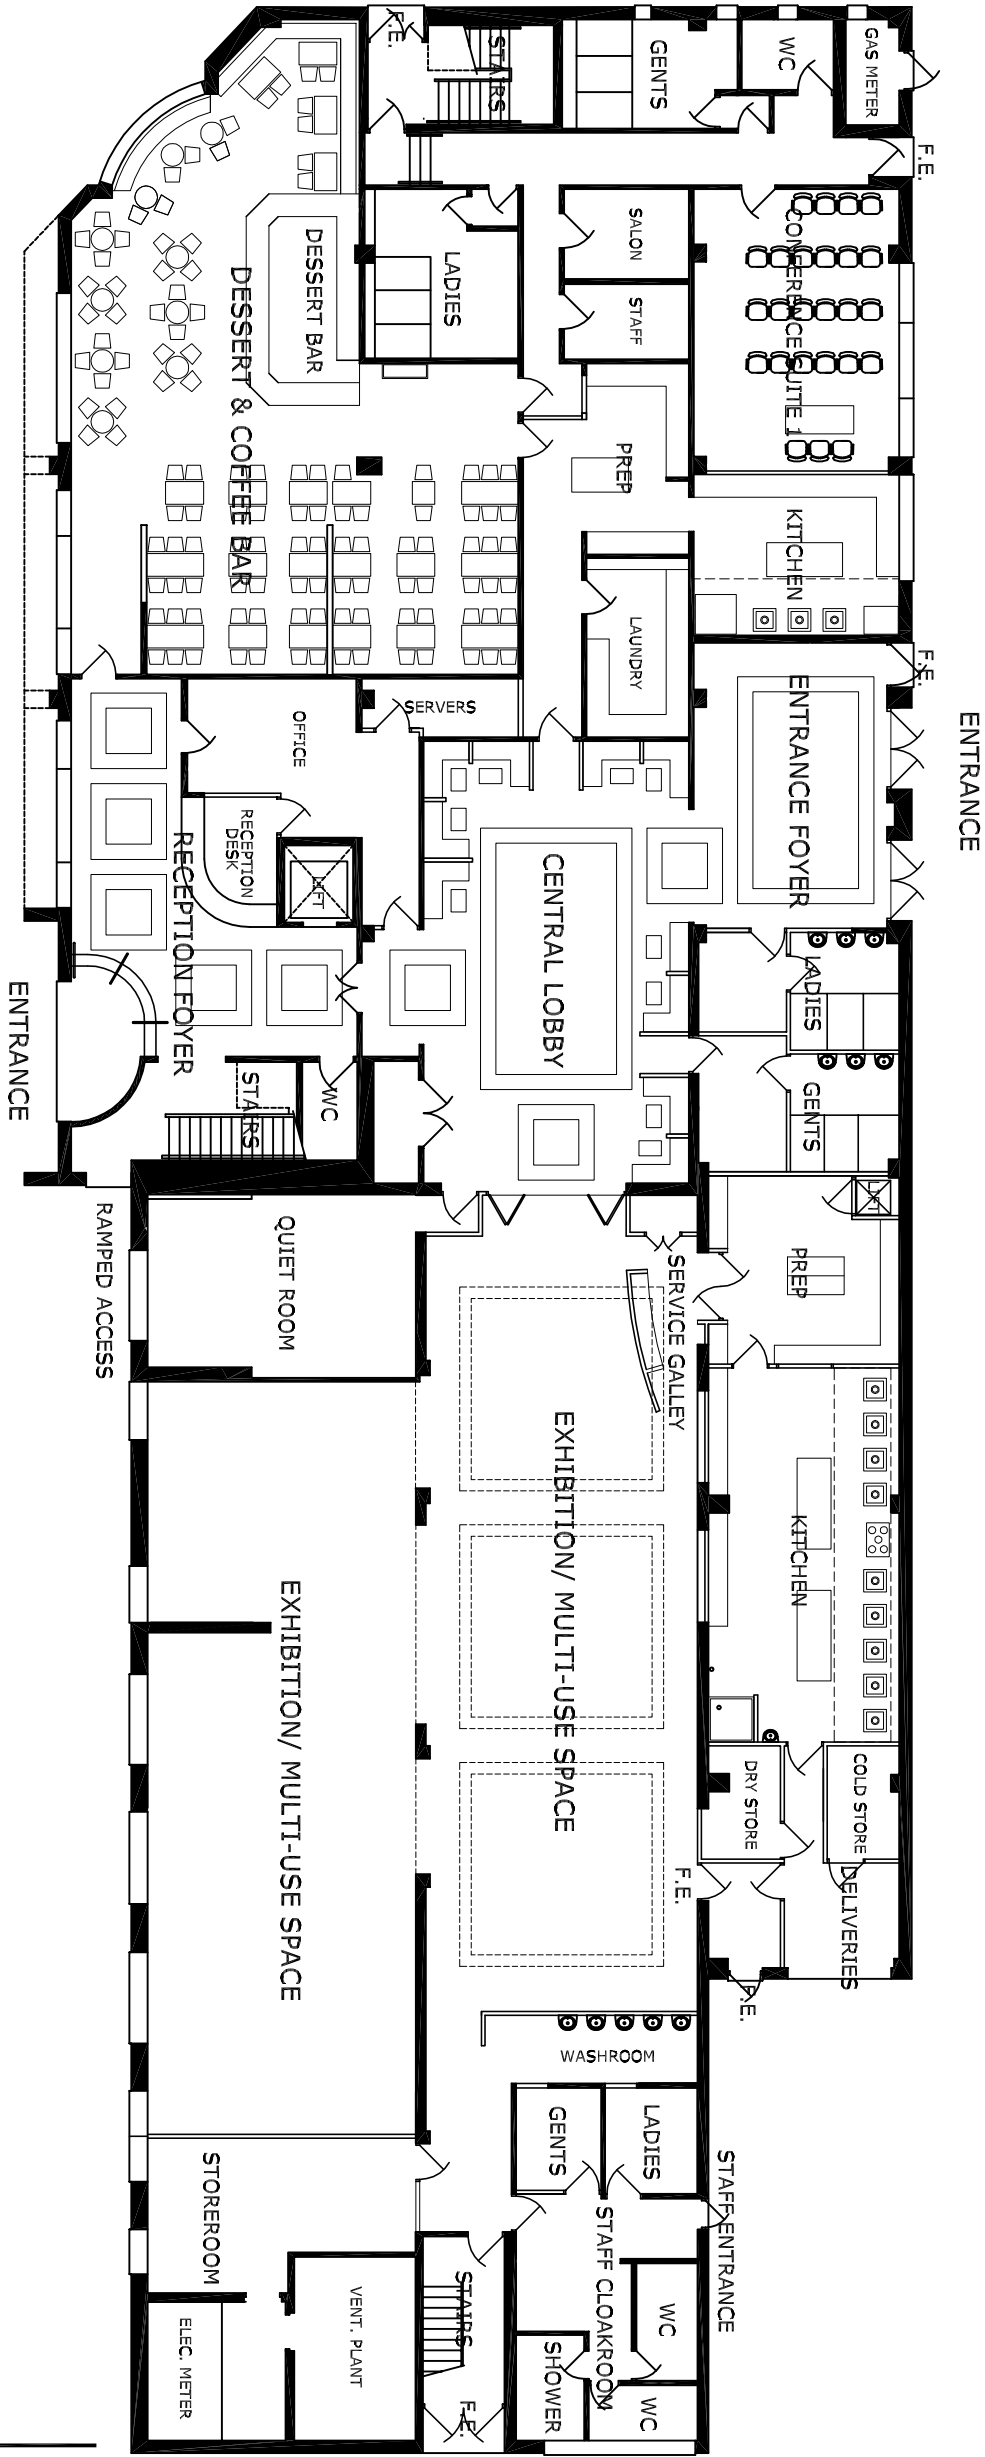 F.E.
STAIRS
GENTS
WC
GAS METER
F.E.
DESSERT BAR
DESSERT & COFFEE BAR
LADIES
SALON
STAFF
CONFERENCE SUITE 1
PREP
KITCHEN
LAUNDRY
SERVERS
OFFICE
RECEPTION
DESK
LIFT
RECEPTION FOYER
ENTRANCE
CENTRAL LOBBY
ENTRANCE FOYER
F.E.
ENTRANCE
LADIES
GENTS
STAIRS
WC
RAMPED ACCESS
QUIET ROOM
SERVICE GALLEY
PREP
LIFT
KITCHEN
EXHIBITION/ MULTI-USE SPACE
EXHIBITION/ MULTI-USE SPACE
DRY STORE
COLD STORE
DELIVERIES
F.E.
F.E.
WASHROOM
GENTS
LADIES
STAFF ENTRANCE
STAFF CLOAKROOM
WC
WC
SHOWER
STAIRS
F.E.
STOREROOM
VENT. PLANT
ELEC. METER